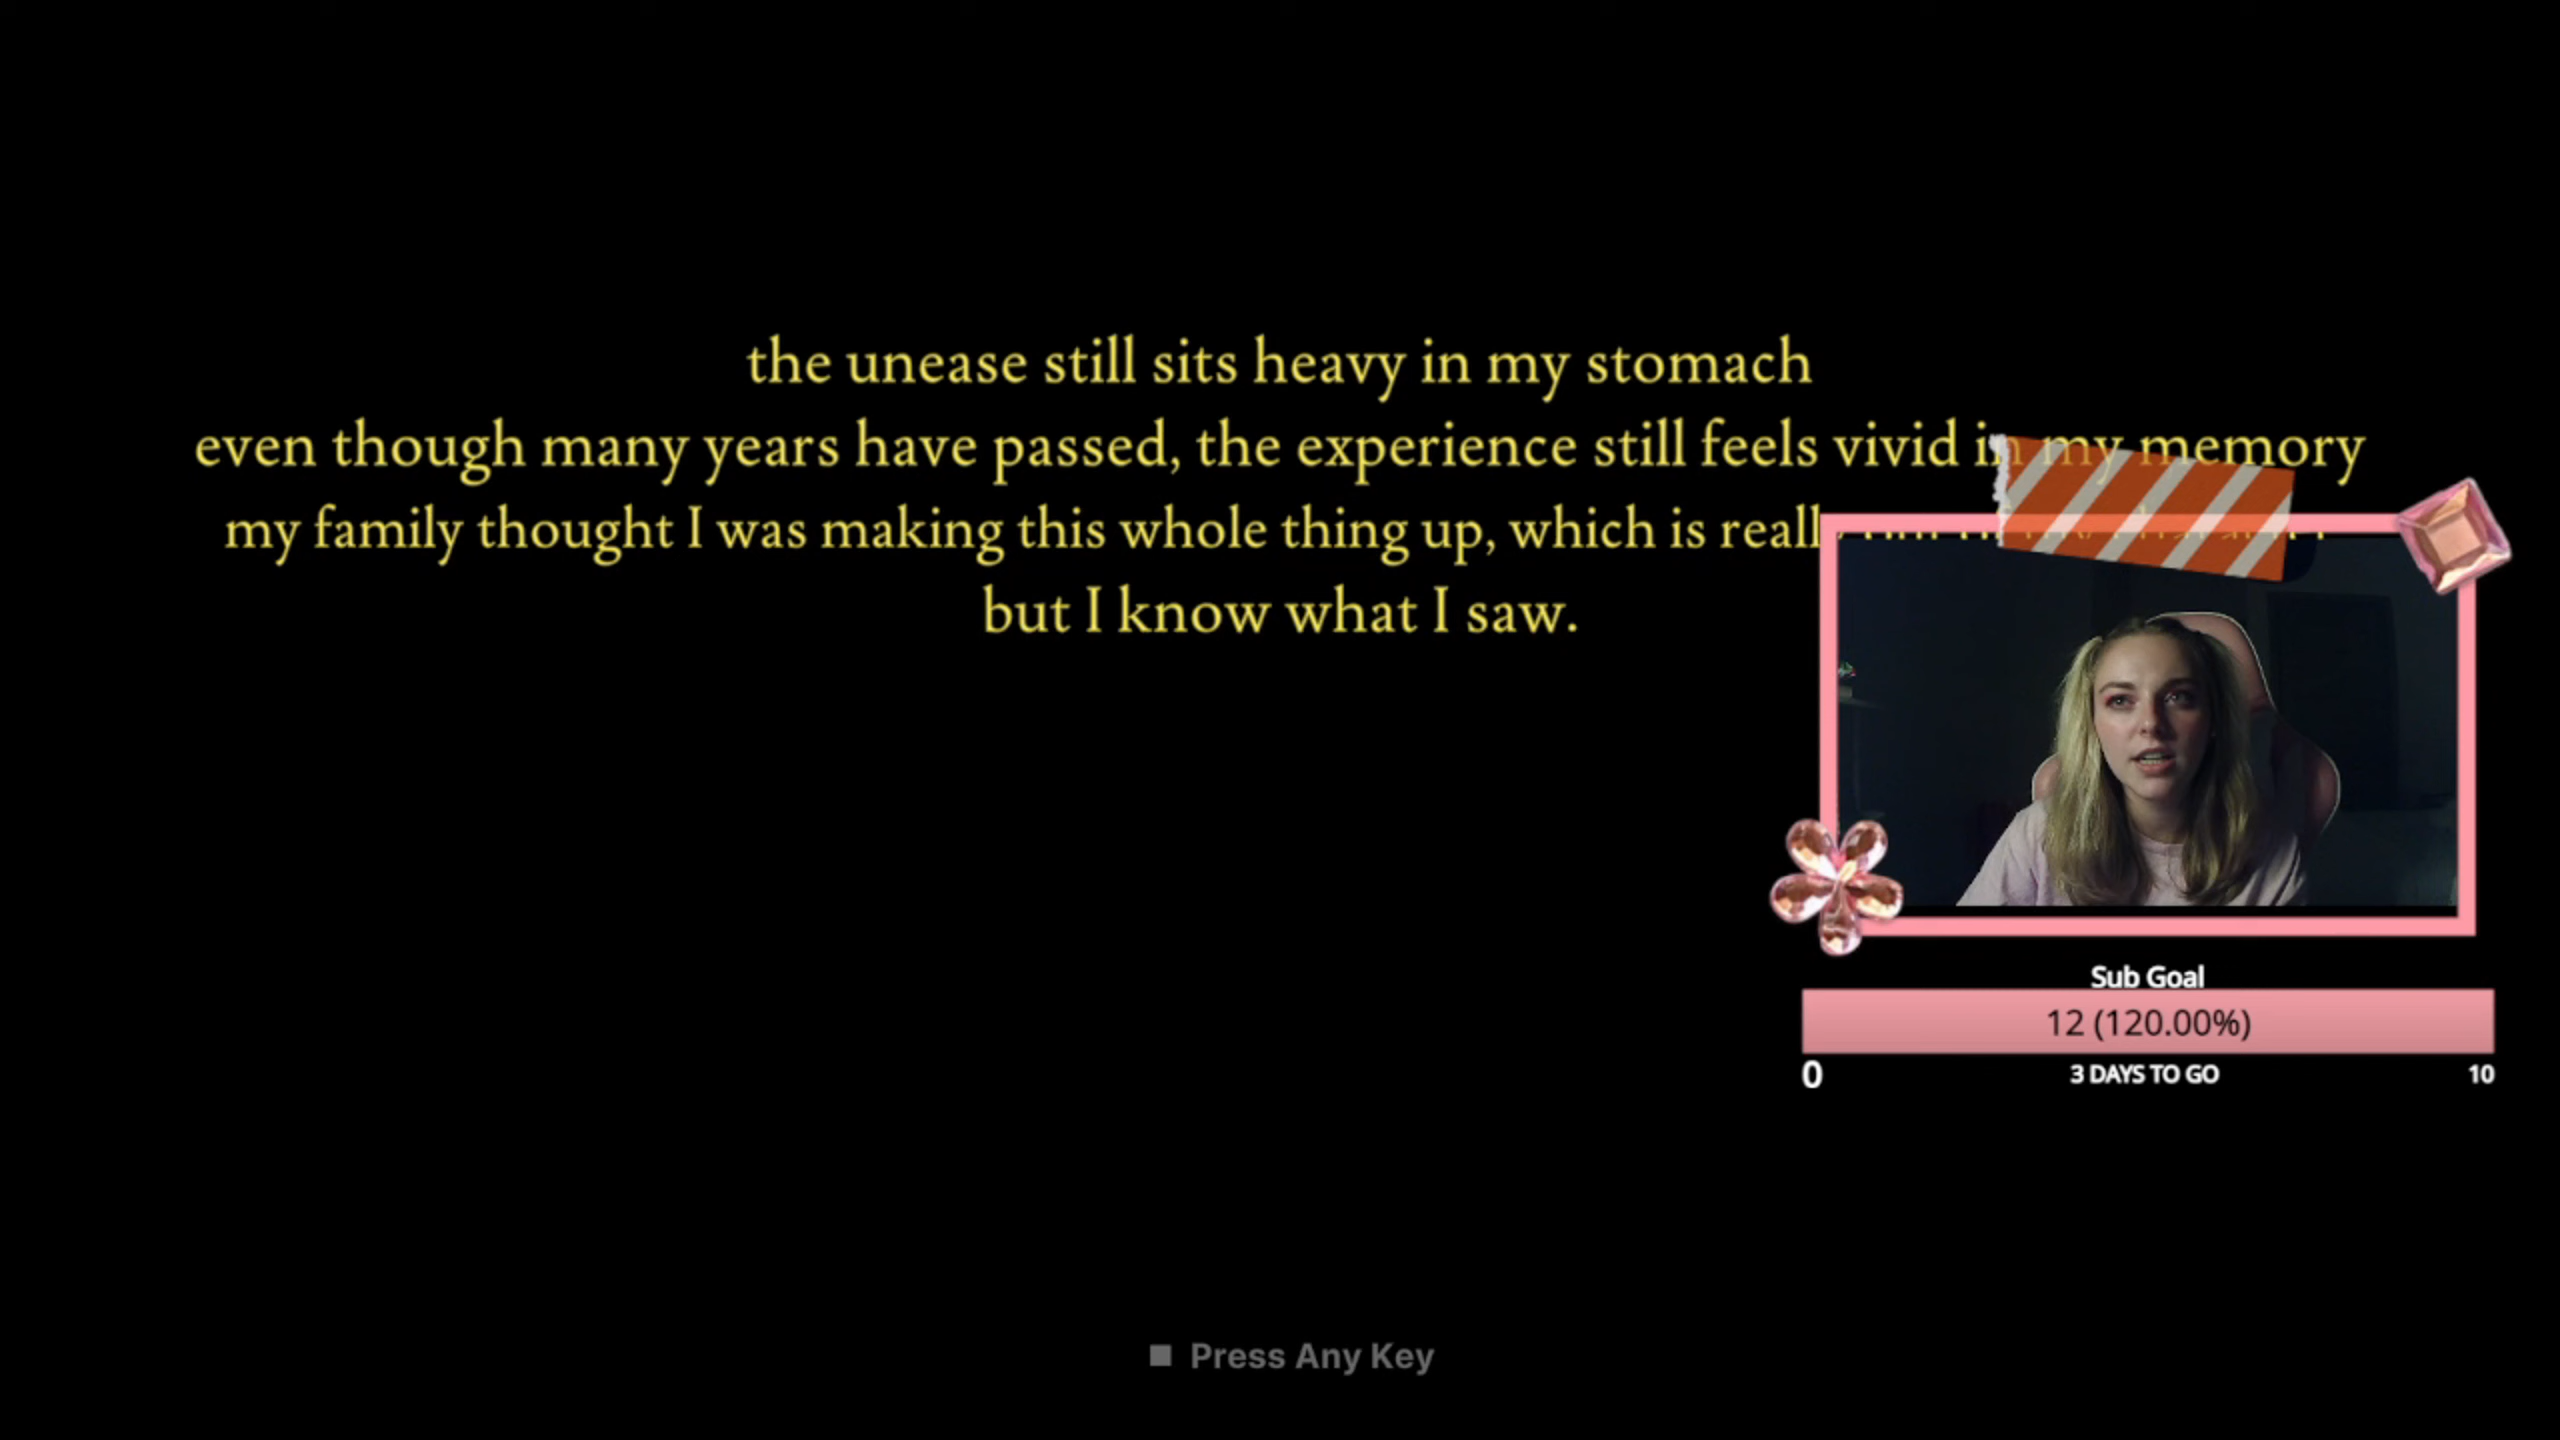 the unease still sits heavy in my stomach
even though many years have passed, the experience still feels vivid in my memory
my family thought I was making this whole thing up, which is
but I know what I saw.
Sub Goal
12 (120.00%)
0 3 DAYS TO GO 10
Press Any Key